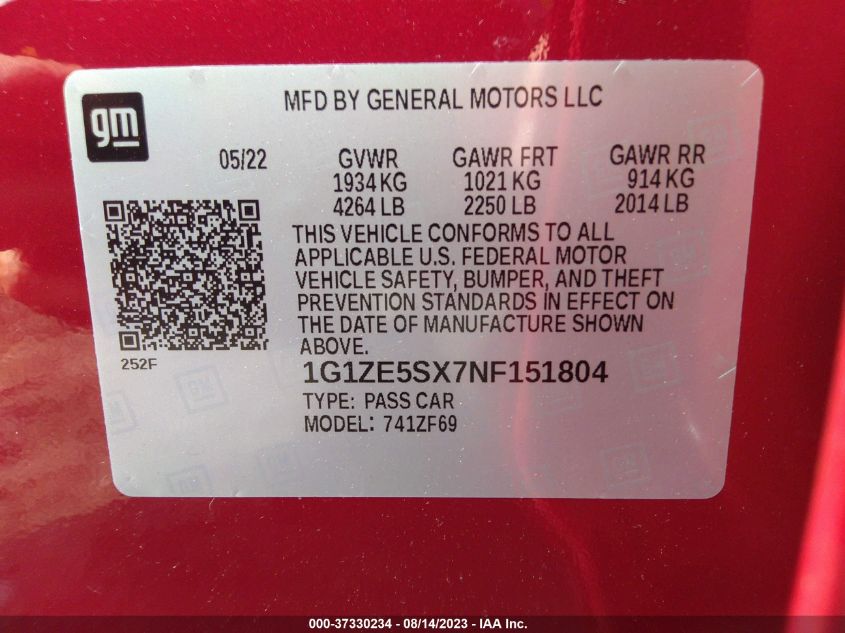 gm
MFD BY GENERAL MOTORS LLC
05/22 GVWR GAWR FRT GAWR RR
1934 KG 1021 KG 914 KG
4264 LB 2250 LB 2014 LB
THIS VEHICLE CONFORMS TO ALL
APPLICABLE U.S. FEDERAL MOTOR
VEHICLE SAFETY, BUMPER, AND THEFT
PREVENTION STANDARDS IN EFFECT ON
THE DATE OF MANUFACTURE SHOWN
ABOVE.
252F
1G1ZE5SX7NF151804
TYPE: PASS CAR
MODEL: 741ZF69
000-37330234 - 08/14/2023 - IAA Inc.